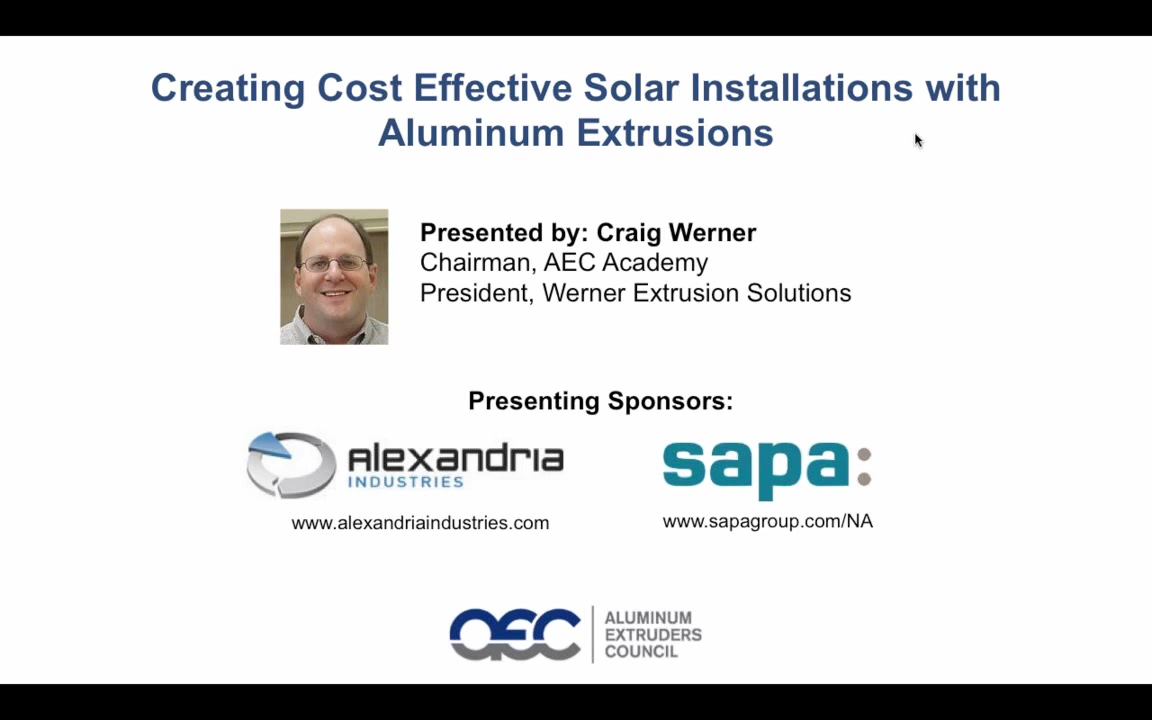 Creating Cost Effective Solar Installations with
Aluminum Extrusions
Presented by: Craig Werner
Chairman, AEC Academy
President, Werner Extrusion Solutions
Presenting Sponsors:
alexandria
INDUSTRIES
www.alexandriaindustries.com
sapa:
www.sapagroup.com/NA
aec
ALUMINUM
EXTRUDERS
COUNCIL